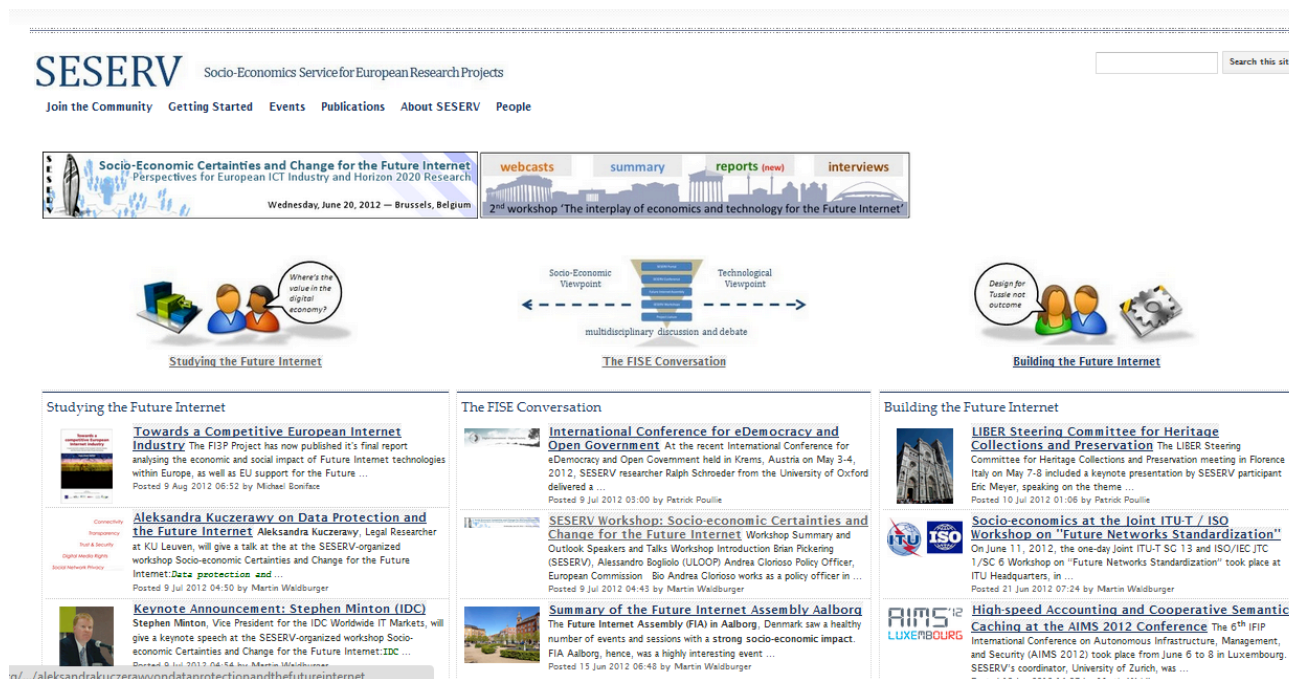 SESERV Socio-Economics Service for European Research Projects
Search this sit
Join the Community Getting Started Events Publications About SESERV People
SESERV
Socio-Economic Certainties and Change for the Future Internet
Perspectives for European ICT Industry and Horizon 2020 Research
Wednesday, June 20, 2012 — Brussels, Belgium
webcasts summary reports (new) interviews
2nd workshop 'The interplay of economics and technology for the Future Internet'
Where's the
value in the
digital
economy?
Studying the Future Internet
Socio-Economic
Viewpoint
Technological
Viewpoint
multidisciplinary discussion and debate
The FISE Conversation
Design for
Tussle not
outcome
Building the Future Internet
Studying the Future Internet
Towards a Competitive European Internet
Industry The FI3P Project has now published it's final report
analysing the economic and social impact of Future Internet technologies
within Europe, as well as EU support for the Future ...
Posted 9 Aug 2012 06:52 by Michael Boniface
Connectivity
Transparency
Trust & Security
Digital Media Rights
Social Network Privacy
Aleksandra Kuczerawy on Data Protection and
the Future Internet Aleksandra Kuczerawy, Legal Researcher
at KU Leuven, will give a talk at the at the SESERV-organized
workshop Socio-economic Certainties and Change for the Future
Internet:Data protection and ...
Posted 9 Jul 2012 04:50 by Martin Waldburger
Keynote Announcement: Stephen Minton (IDC)
Stephen Minton, Vice President for the IDC Worldwide IT Markets, will
give a keynote speech at the SESERV-organized workshop Socio-
economic Certainties and Change for the Future Internet:IDC ...
Posted 9 Jul 2012 04:54 by Martin Waldburger
The FISE Conversation
International Conference for eDemocracy and
Open Government At the recent International Conference for
eDemocracy and Open Government held in Krems, Austria on May 3-4,
2012, SESERV researcher Ralph Schroeder from the University of Oxford
delivered a ...
Posted 9 Jul 2012 03:00 by Patrick Poullie
SESERV Workshop: Socio-economic Certainties and
Change for the Future Internet Workshop Summary and
Outlook Speakers and Talks Workshop Introduction Brian Pickering
(SESERV), Alessandro Bogliolo (ULOOP) Andrea Glorioso Policy Officer,
European Commission Bio Andrea Glorioso works as a policy officer in ...
Posted 9 Jul 2012 04:43 by Martin Waldburger
Summary of the Future Internet Assembly Aalborg
The Future Internet Assembly (FIA) in Aalborg, Denmark saw a healthy
number of events and sessions with a strong socio-economic impact.
FIA Aalborg, hence, was a highly interesting event ...
Posted 15 Jun 2012 06:48 by Martin Waldburger
Building the Future Internet
LIBER Steering Committee for Heritage
Collections and Preservation The LIBER Steering
Committee for Heritage Collections and Preservation meeting in Florence
Italy on May 7-8 included a keynote presentation by SESERV participant
Eric Meyer, speaking on the theme ...
Posted 10 Jul 2012 01:06 by Patrick Poullie
ITU ISO
Socio-economics at the Joint ITU-T / ISO
Workshop on "Future Networks Standardization"
On June 11, 2012, the one-day Joint ITU-T SG 13 and ISO/IEC JTC
1/SC 6 Workshop on "Future Networks Standardization" took place at
ITU Headquarters, in ...
Posted 21 Jun 2012 07:24 by Martin Waldburger
AIMS'12
LUXEMBOURG
High-speed Accounting and Cooperative Semantic
Caching at the AIMS 2012 Conference The 6th IFIP
International Conference on Autonomous Infrastructure, Management,
and Security (AIMS 2012) took place from June 6 to 8 in Luxembourg.
SESERV's coordinator, University of Zurich, was ...
rg/.../aleksandrakuczerawyondataprotectionandthefutureinternet